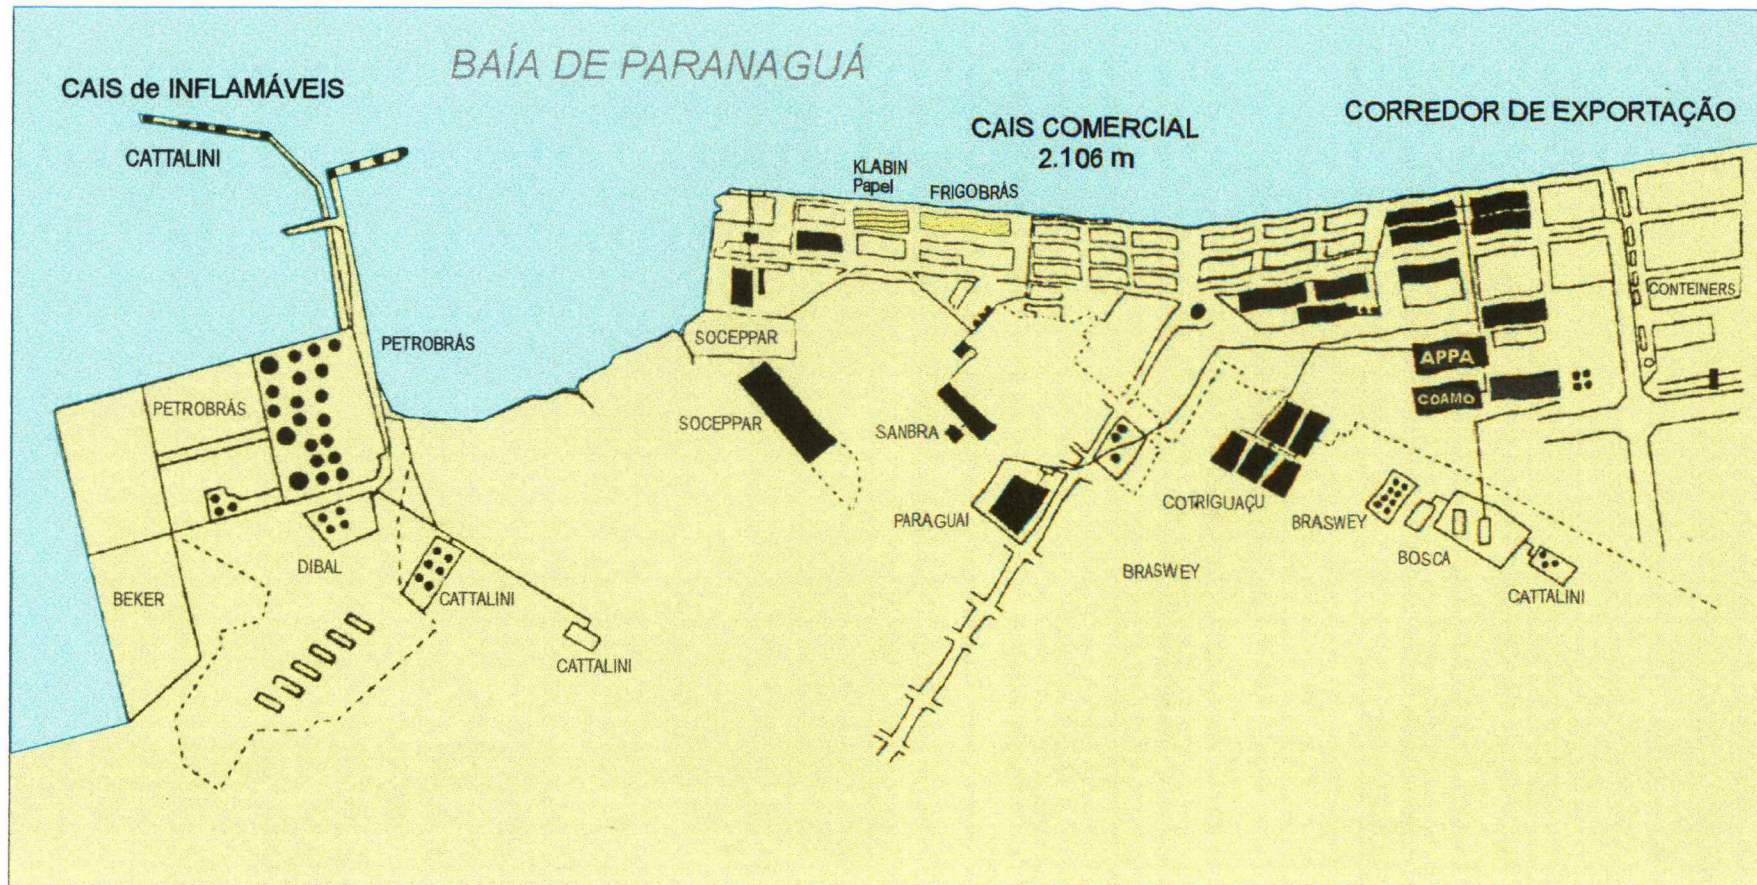 BAÍA DE PARANAGUÁ
CAIS de INFLAMÁVEIS
CATTALINI
CAIS COMERCIAL
2.106 m
CORREDOR DE EXPORTAÇÃO
KLABIN
Papel
FRIGOBRÁS
CONTEINERS
PETROBRÁS
SOCEPPAR
APPA
COAMO
PETROBRÁS
SOCEPPAR
SANBRA
PARAGUAI
COTRIGUAÇU
BRASWEY
BOSCA
DIBAL
BRASWEY
BEKER
CATTALINI
CATTALINI
CATTALINI